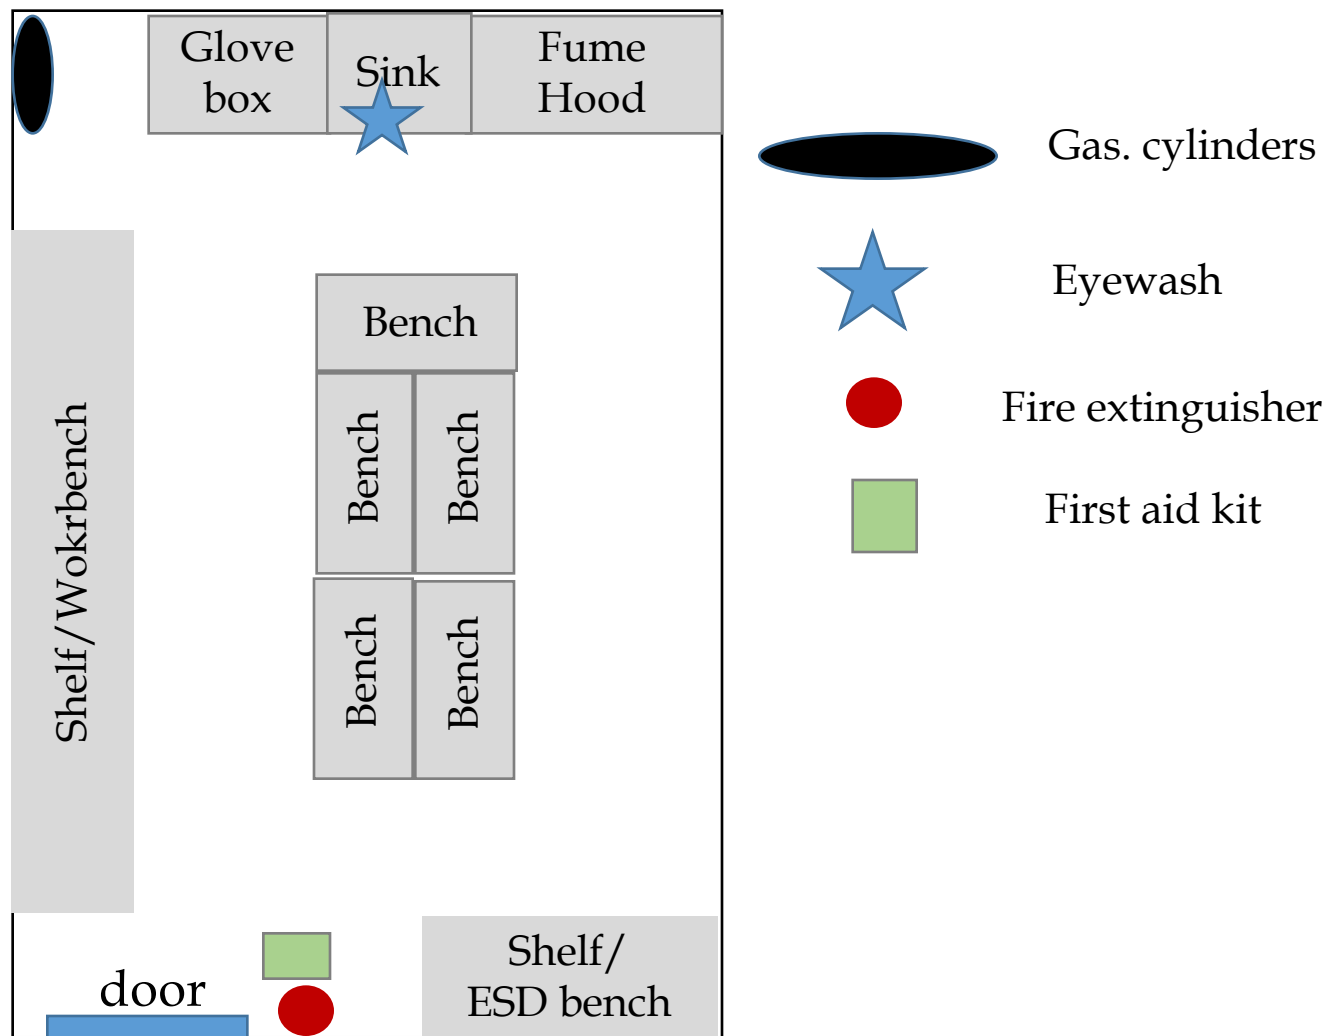 Glove
box
Sink
Fume
Hood
Gas. cylinders
Eyewash
Fire extinguisher
First aid kit
Shelf/Wokrbench
Bench
Bench
Bench
Bench
Bench
door
Shelf/
ESD bench